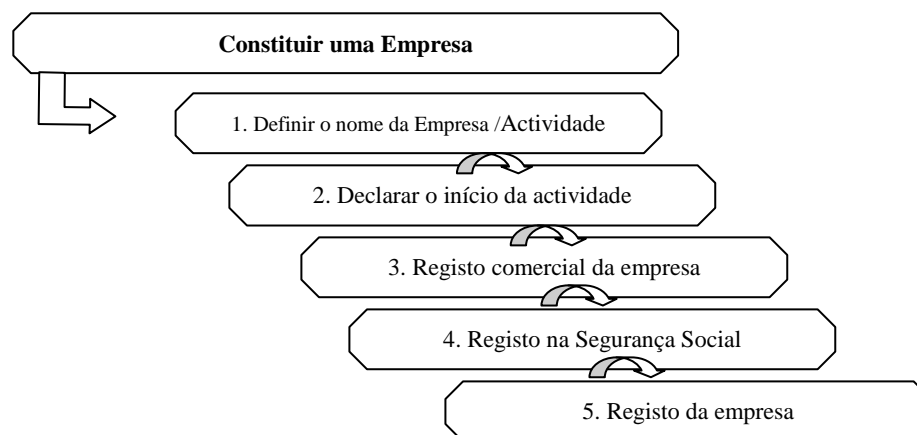 Constituir uma Empresa
1. Definir o nome da Empresa /Actividade
2. Declarar o início da actividade
3. Registo comercial da empresa
4. Registo na Segurança Social
5. Registo da empresa